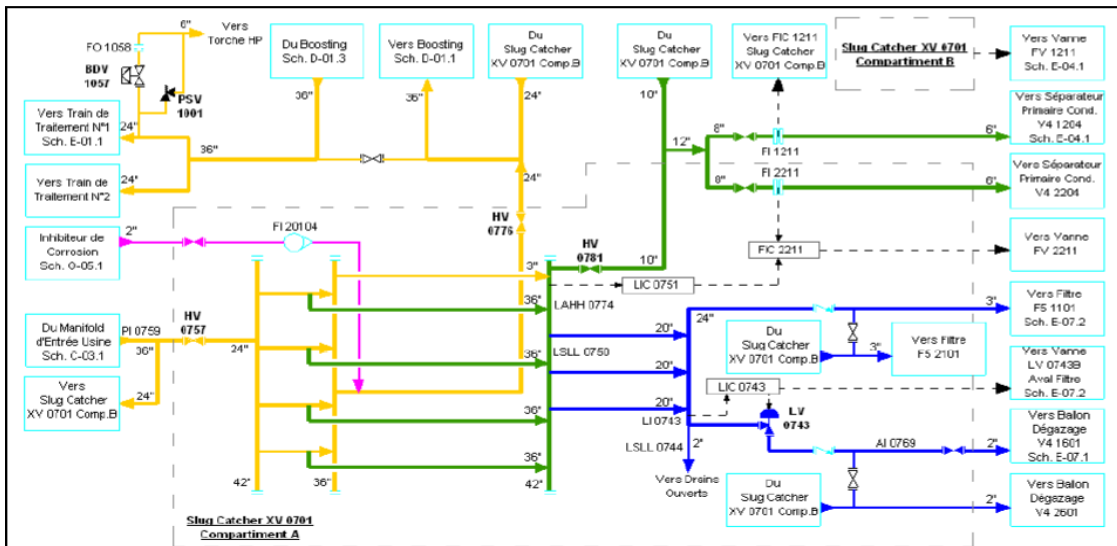 6"
Vers
Torche HP
FO 1058
BDV
1057
PSV
1001
Du Boosting
Sch. D-01.3
Vers Boosting
Sch. D-01.1
Du
Slug Catcher
XV 0701 Comp.B
Du
Slug Catcher
XV 0701 Comp.B
Vers FIC 1211
Slug Catcher
XV 0701 Comp.B
Slug Catcher XV 0701
Compartiment B
Vers Vanne
FV 1211
Sch. E-04.1
36"
36"
24"
10"
Vers Train de
Traitement N°1
Sch. E-01.1
24"
36"
Vers Train de
Traitement N°2
24"
24"
12"
8"
FI 1211
6"
Vers Séparateur
Primaire Cond.
V4 1204
Sch. E-04.1
FI 2211
8"
6"
Vers Séparateur
Primaire Cond.
V4 2204
Inhibiteur de
Corrosion
Sch. O-05.1
2"
FI 20104
HV
0776
HV
0781
10"
FIC 2211
Vers Vanne
FV 2211
3"
LIC 0751
36"
LAHH 0774
Du Manifold
d'Entrée Usine
Sch. C-03.1
PI 0759
36"
HV
0757
24"
36"
LSLL 0750
20"
24"
20"
20"
3"
Vers Filtre
F5 1101
Sch. E-07.2
Du
Slug Catcher
XV 0701 Comp.B
3"
Vers Filtre
F5 2101
Vers
Slug Catcher
XV 0701 Comp.B
24"
36"
LIC 0743
LV
0743
Vers Vanne
LV 0743B
Aval Filtre
Sch. E-07.2
LI 0743
LSLL 0744
2"
Vers Drains
Ouverts
36"
42"
36"
42"
AI 0769
2"
Vers Ballon
Dégazage
V4 1601
Sch. E-07.1
Du
Slug Catcher
XV 0701 Comp.B
2"
Vers Ballon
Dégazage
V4 2601
Slug Catcher XV 0701
Compartiment A